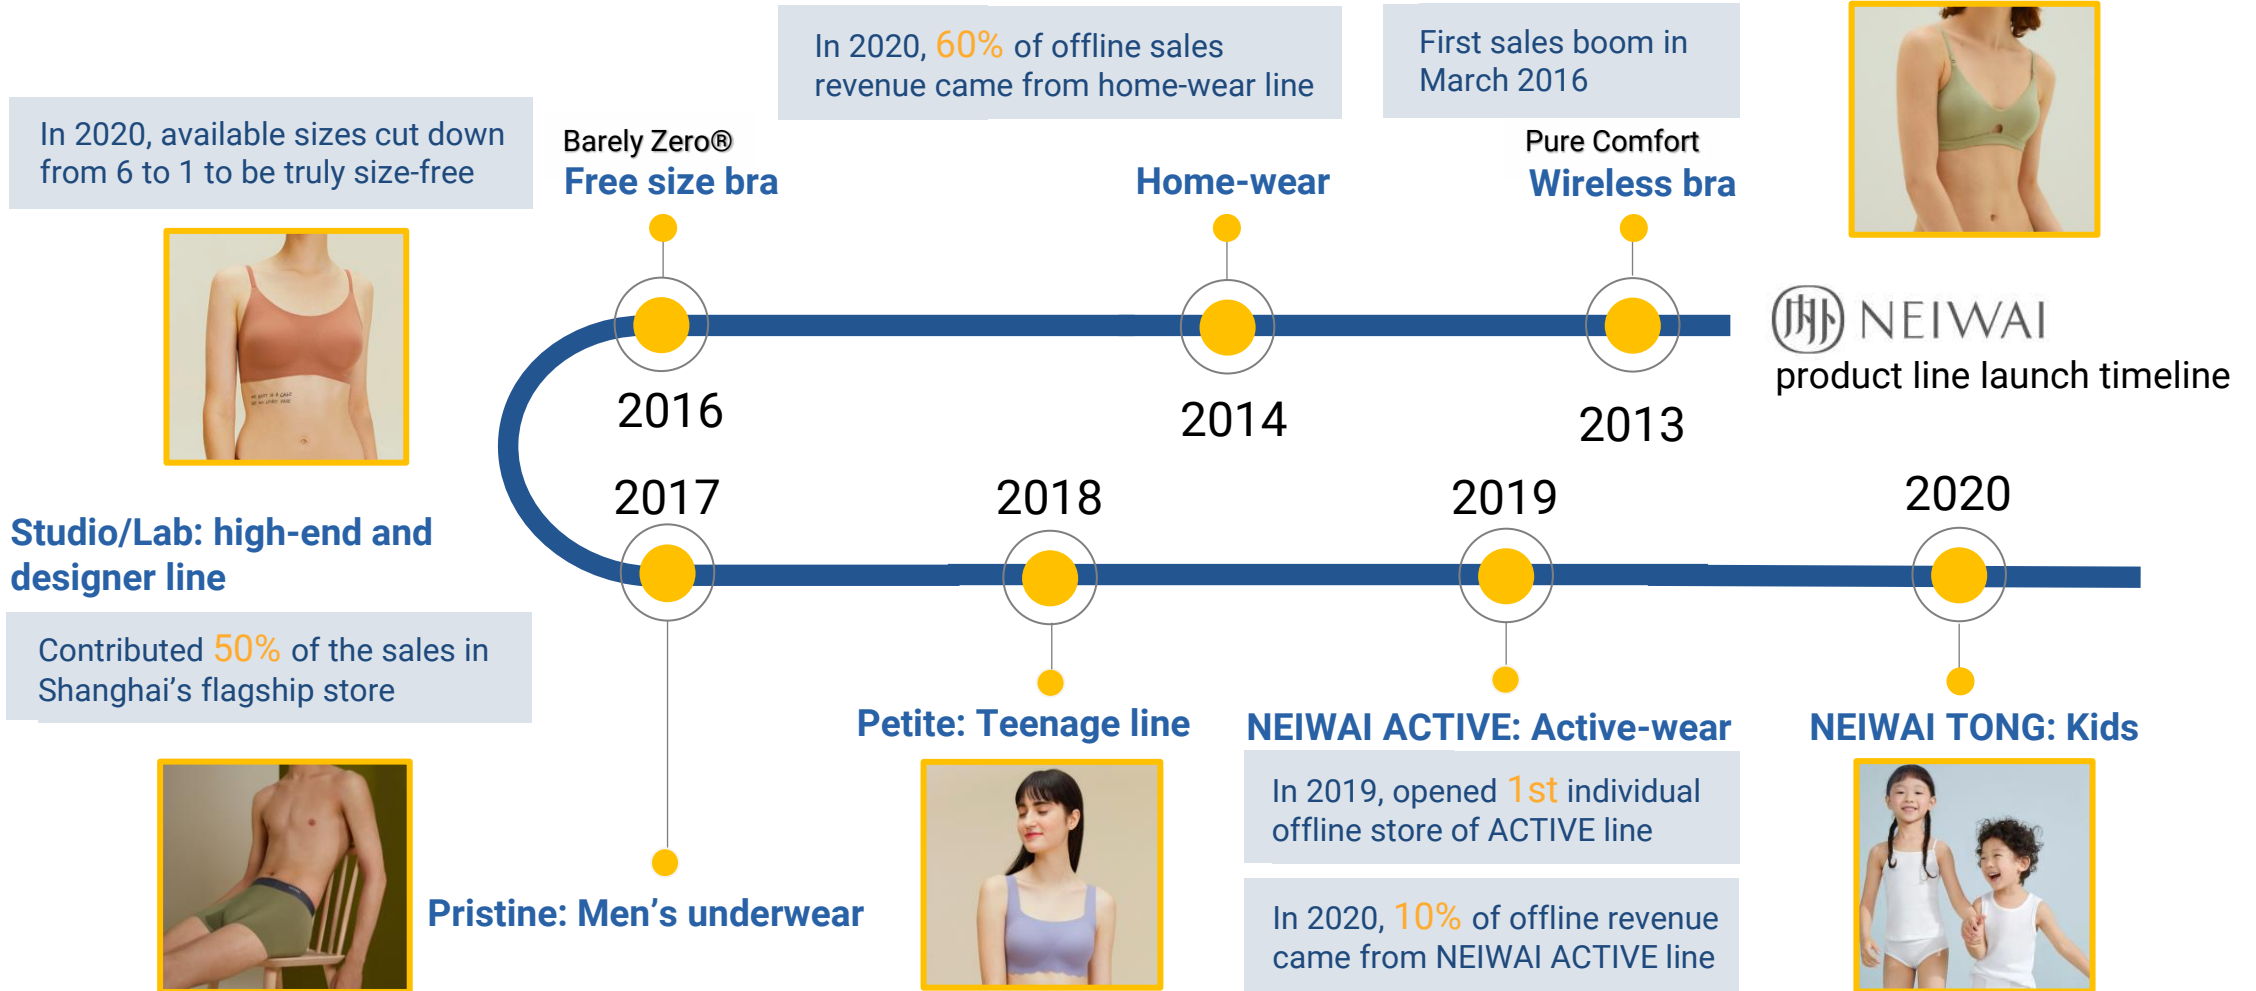 In 2020, 60% of offline sales
revenue came from home-wear line
First sales boom in
March 2016
In 2020, available sizes cut down
from 6 to 1 to be truly size-free
Barely Zero®
Free size bra
Home-wear
Pure Comfort
Wireless bra
NEIWAI
product line launch timeline
2016
2014
2013
2017
2018
2019
2020
Studio/Lab: high-end and
designer line
Contributed 50% of the sales in
Shanghai's flagship store
Pristine: Men's underwear
Petite: Teenage line
NEIWAI ACTIVE: Active-wear
In 2019, opened 1st individual
offline store of ACTIVE line
In 2020, 10% of offline revenue
came from NEIWAI ACTIVE line
NEIWAI TONG: Kids